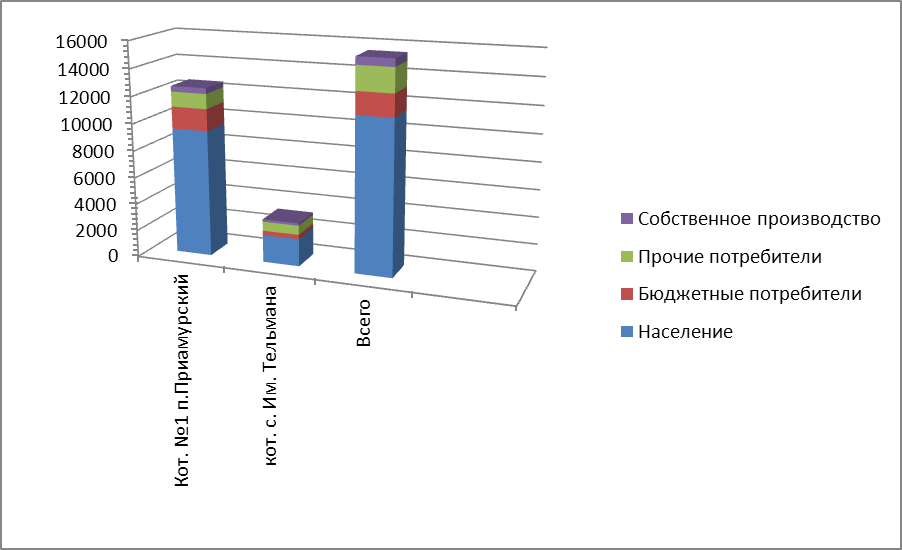 16000
14000
12000
10000
8000
6000
4000
2000
0
Кот. №1 п.Приамурский
кот. с. Им. Тельмана
Всего
Собственное производство
Прочие потребители
Бюджетные потребители
Население